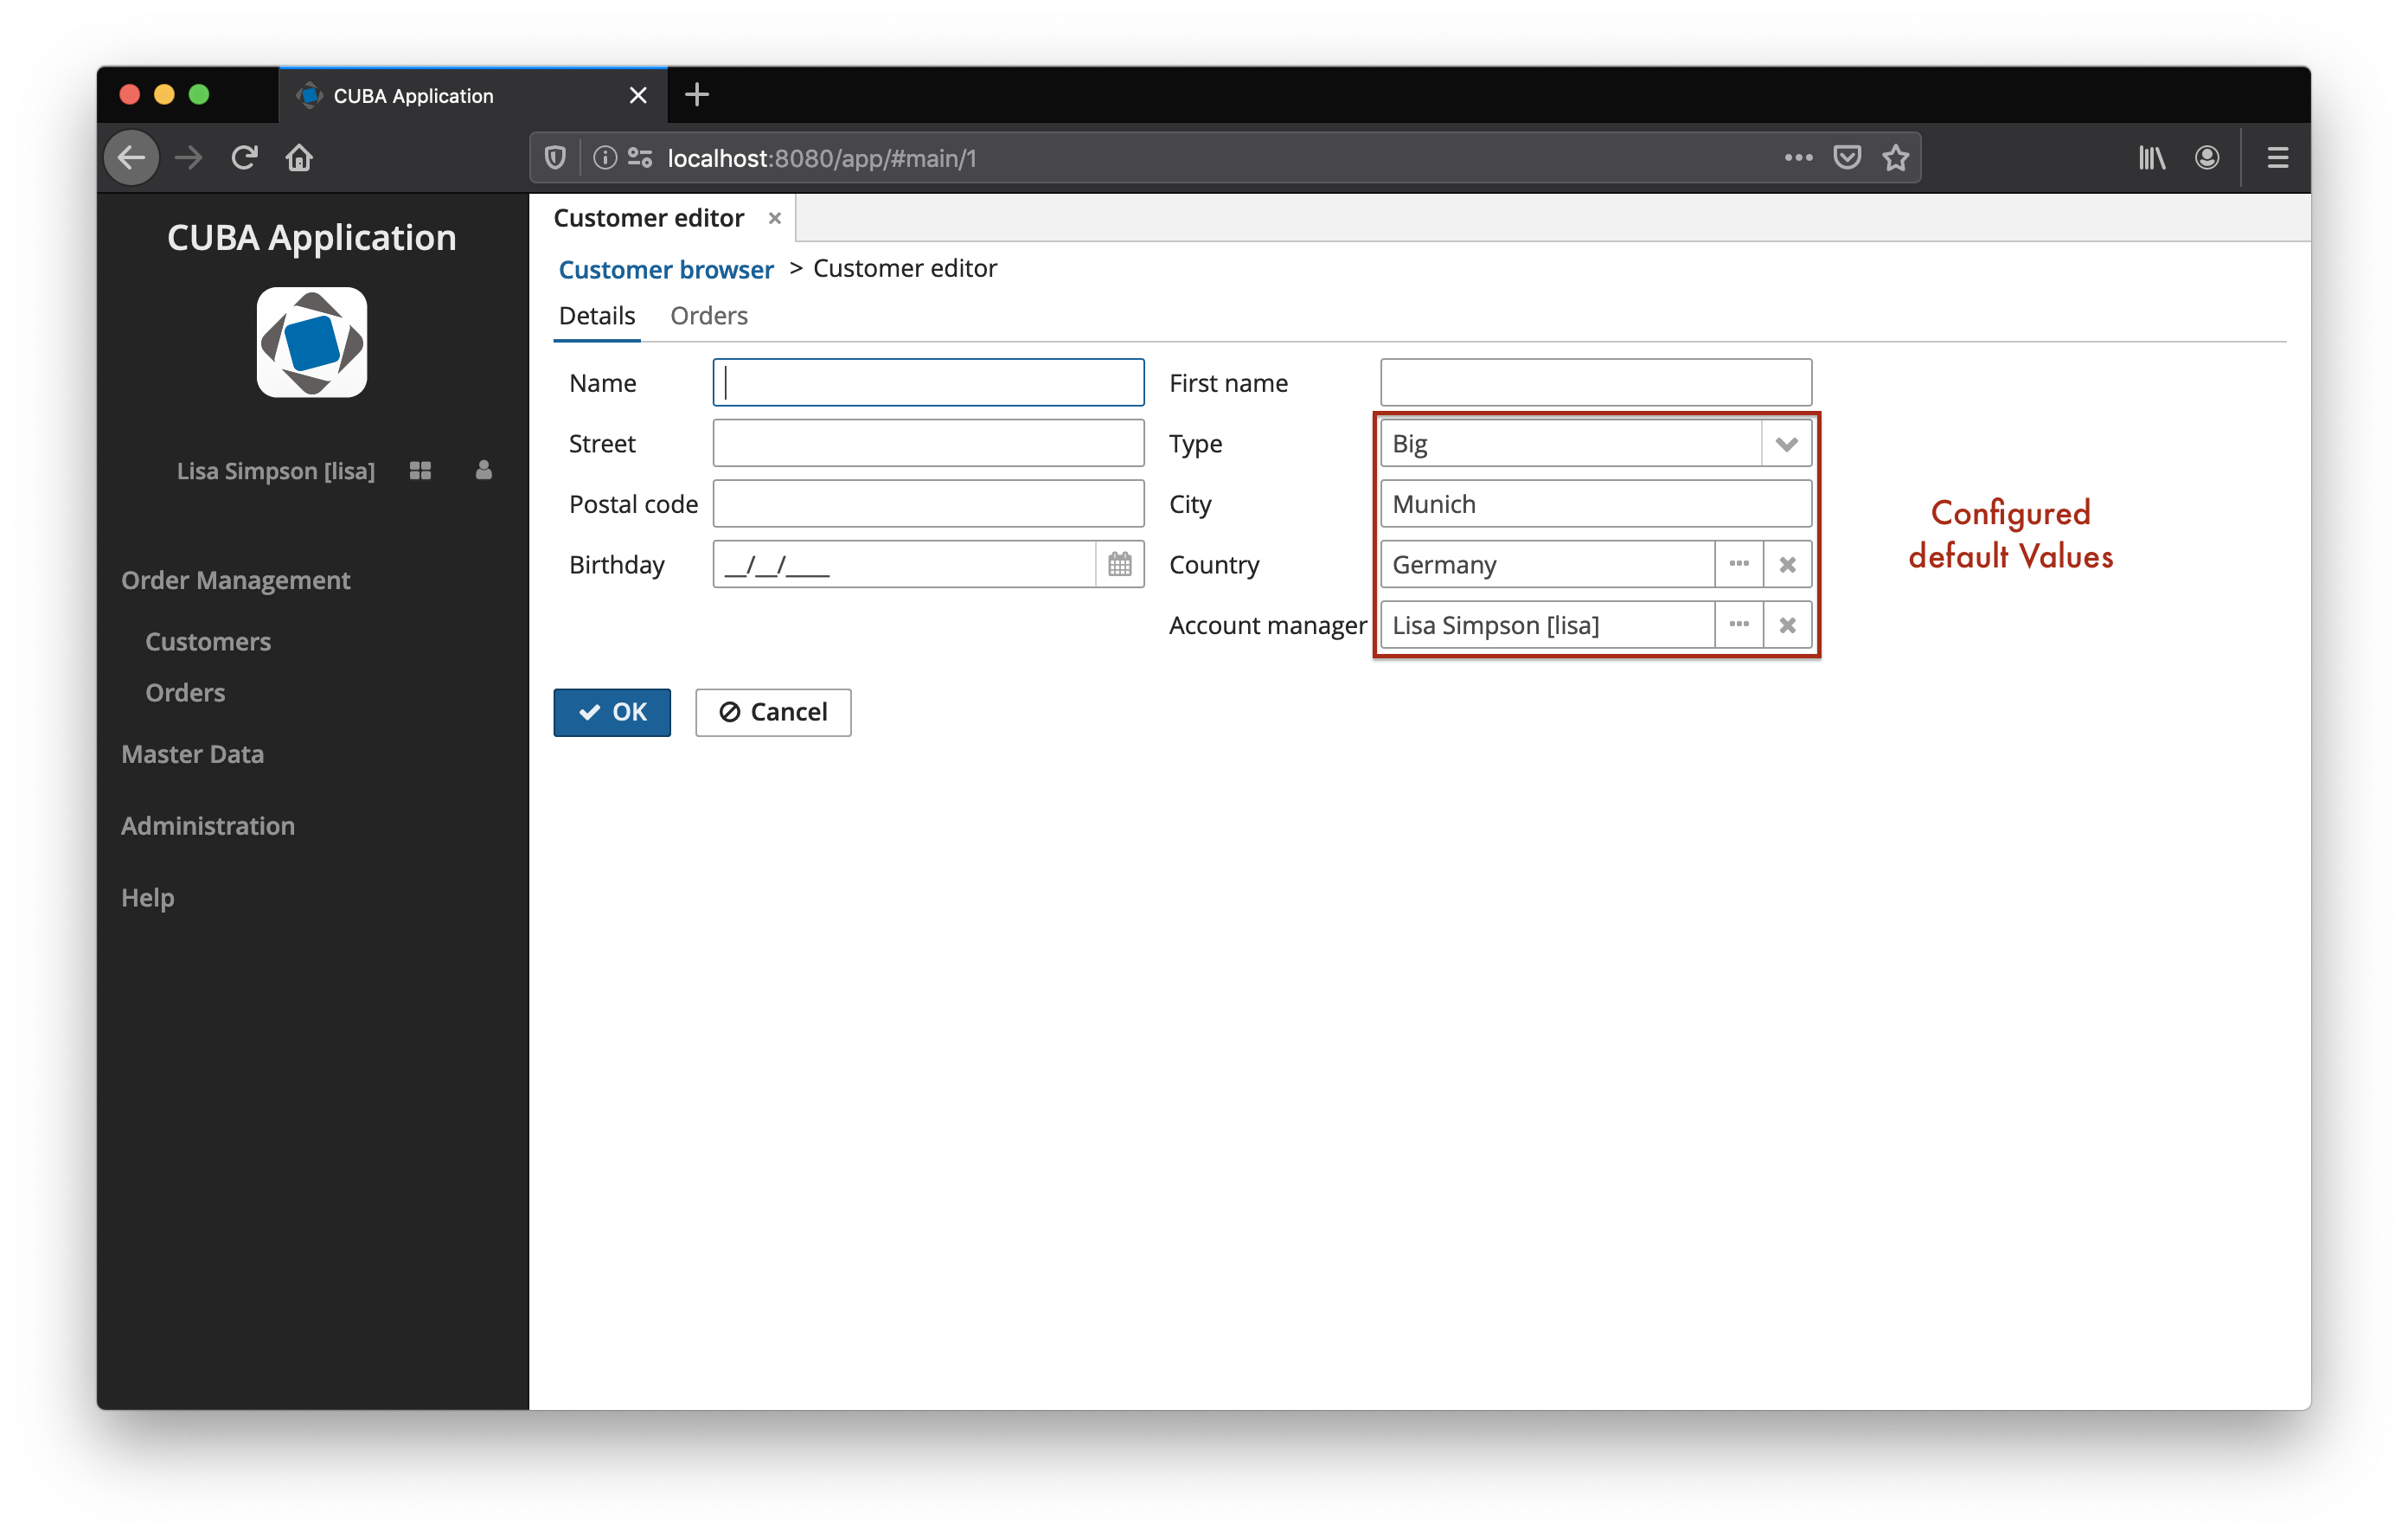 CUBA Application
localhost:8080/app/#main/1
CUBA Application
Lisa Simpson [lisa]
Order Management
Customers
Orders
Master Data
Administration
Help
Customer editor
Customer browser > Customer editor
Details Orders
Name First name
Street Type Big
Postal code City Munich
Birthday __/__/____ Country Germany
Account manager Lisa Simpson [lisa]
Configured
default Values
OK Cancel